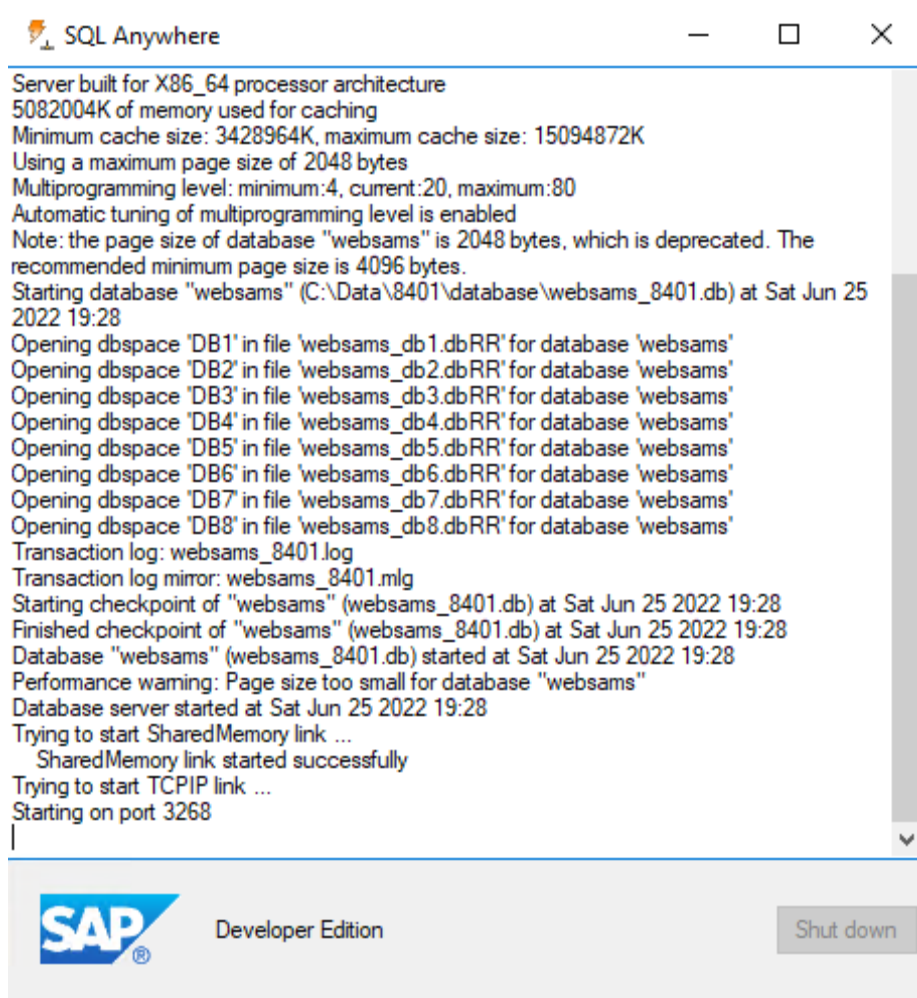 SQL Anywhere
Server built for X86_64 processor architecture
5082004K of memory used for caching
Minimum cache size: 3428964K, maximum cache size: 15094872K
Using a maximum page size of 2048 bytes
Multiprogramming level: minimum:4, current:20, maximum:80
Automatic tuning of multiprogramming level is enabled
Note: the page size of database "websams" is 2048 bytes, which is deprecated. The
recommended minimum page size is 4096 bytes.
Starting database "websams" (C:\Data\8401\database\websams_8401.db) at Sat Jun 25
2022 19:28
Opening dbspace 'DB1' in file 'websams_db1.dbRR' for database 'websams'
Opening dbspace 'DB2' in file 'websams_db2.dbRR' for database 'websams'
Opening dbspace 'DB3' in file 'websams_db3.dbRR' for database 'websams'
Opening dbspace 'DB4' in file 'websams_db4.dbRR' for database 'websams'
Opening dbspace 'DB5' in file 'websams_db5.dbRR' for database 'websams'
Opening dbspace 'DB6' in file 'websams_db6.dbRR' for database 'websams'
Opening dbspace 'DB7' in file 'websams_db7.dbRR' for database 'websams'
Opening dbspace 'DB8' in file 'websams_db8.dbRR' for database 'websams'
Transaction log: websams_8401.log
Transaction log mirror: websams_8401.mlg
Starting checkpoint of "websams" (websams_8401.db) at Sat Jun 25 2022 19:28
Finished checkpoint of "websams" (websams_8401.db) at Sat Jun 25 2022 19:28
Database "websams" (websams_8401.db) started at Sat Jun 25 2022 19:28
Performance warning: Page size too small for database "websams"
Database server started at Sat Jun 25 2022 19:28
Trying to start SharedMemory link ...
    SharedMemory link started successfully
Trying to start TCPIP link ...
Starting on port 3268
SAP®
Developer Edition
Shut down